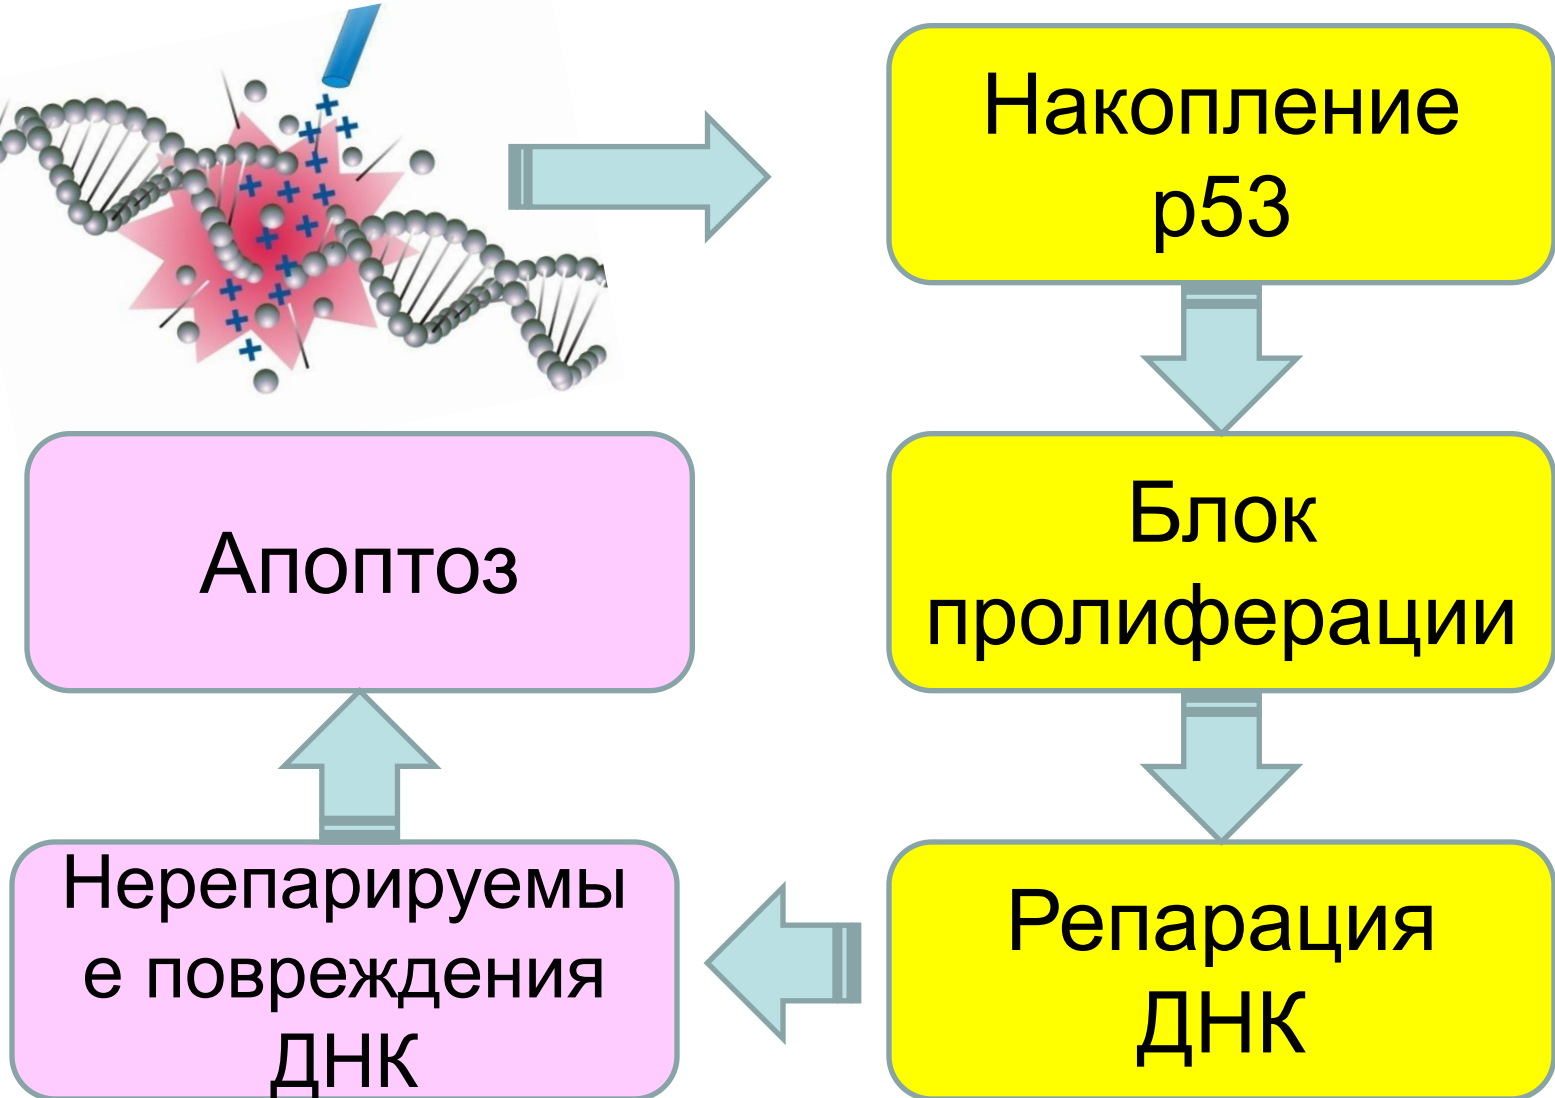 Накопление
р53
Блок
пролиферации
Репарация
ДНК
Нерепарируемы
е повреждения
ДНК
Апоптоз